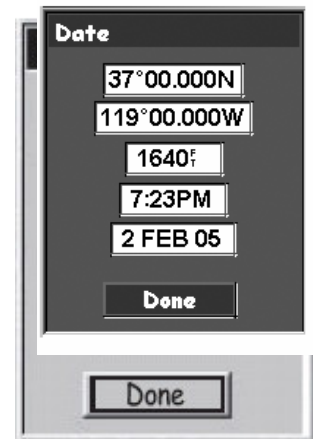 Date
37°00.000N
119°00.000W
1640FT
7:23PM
2 FEB 05
Done
Done